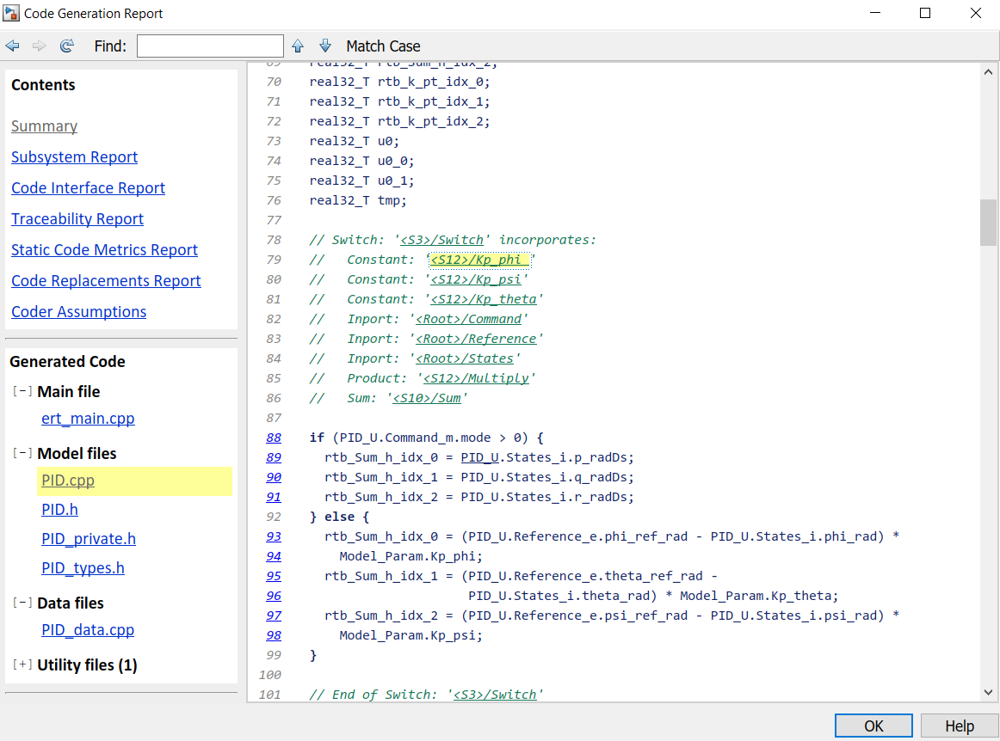 Code Generation Report
Find: Match Case
Contents
Summary
Subsystem Report
Code Interface Report
Traceability Report
Static Code Metrics Report
Code Replacements Report
Coder Assumptions
Generated Code
[-] Main file
ert_main.cpp
[-] Model files
PID.cpp
PID.h
PID_private.h
PID_types.h
[-] Data files
PID_data.cpp
[+] Utility files (1)
69 real32_T rtb_Sum_h_idx_2;
70 real32_T rtb_k_pt_idx_0;
71 real32_T rtb_k_pt_idx_1;
72 real32_T rtb_k_pt_idx_2;
73 real32_T u0;
74 real32_T u0_0;
75 real32_T u0_1;
76 real32_T tmp;
77
78 // Switch: '<S3>/Switch' incorporates:
79 //   Constant: '<S12>/Kp_phi '
80 //   Constant: '<S12>/Kp_psi'
81 //   Constant: '<S12>/Kp_theta'
82 //   Inport: '<Root>/Command'
83 //   Inport: '<Root>/Reference'
84 //   Inport: '<Root>/States'
85 //   Product: '<S12>/Multiply'
86 //   Sum: '<S10>/Sum'
87
88 if (PID_U.Command_m.mode > 0) {
89   rtb_Sum_h_idx_0 = PID_U.States_i.p_radDs;
90   rtb_Sum_h_idx_1 = PID_U.States_i.q_radDs;
91   rtb_Sum_h_idx_2 = PID_U.States_i.r_radDs;
92 } else {
93   rtb_Sum_h_idx_0 = (PID_U.Reference_e.phi_ref_rad - PID_U.States_i.phi_rad) *
94     Model_Param.Kp_phi;
95   rtb_Sum_h_idx_1 = (PID_U.Reference_e.theta_ref_rad -
96                      PID_U.States_i.theta_rad) * Model_Param.Kp_theta;
97   rtb_Sum_h_idx_2 = (PID_U.Reference_e.psi_ref_rad - PID_U.States_i.psi_rad) *
98     Model_Param.Kp_psi;
99 }
100
101 // End of Switch: '<S3>/Switch'
OK Help